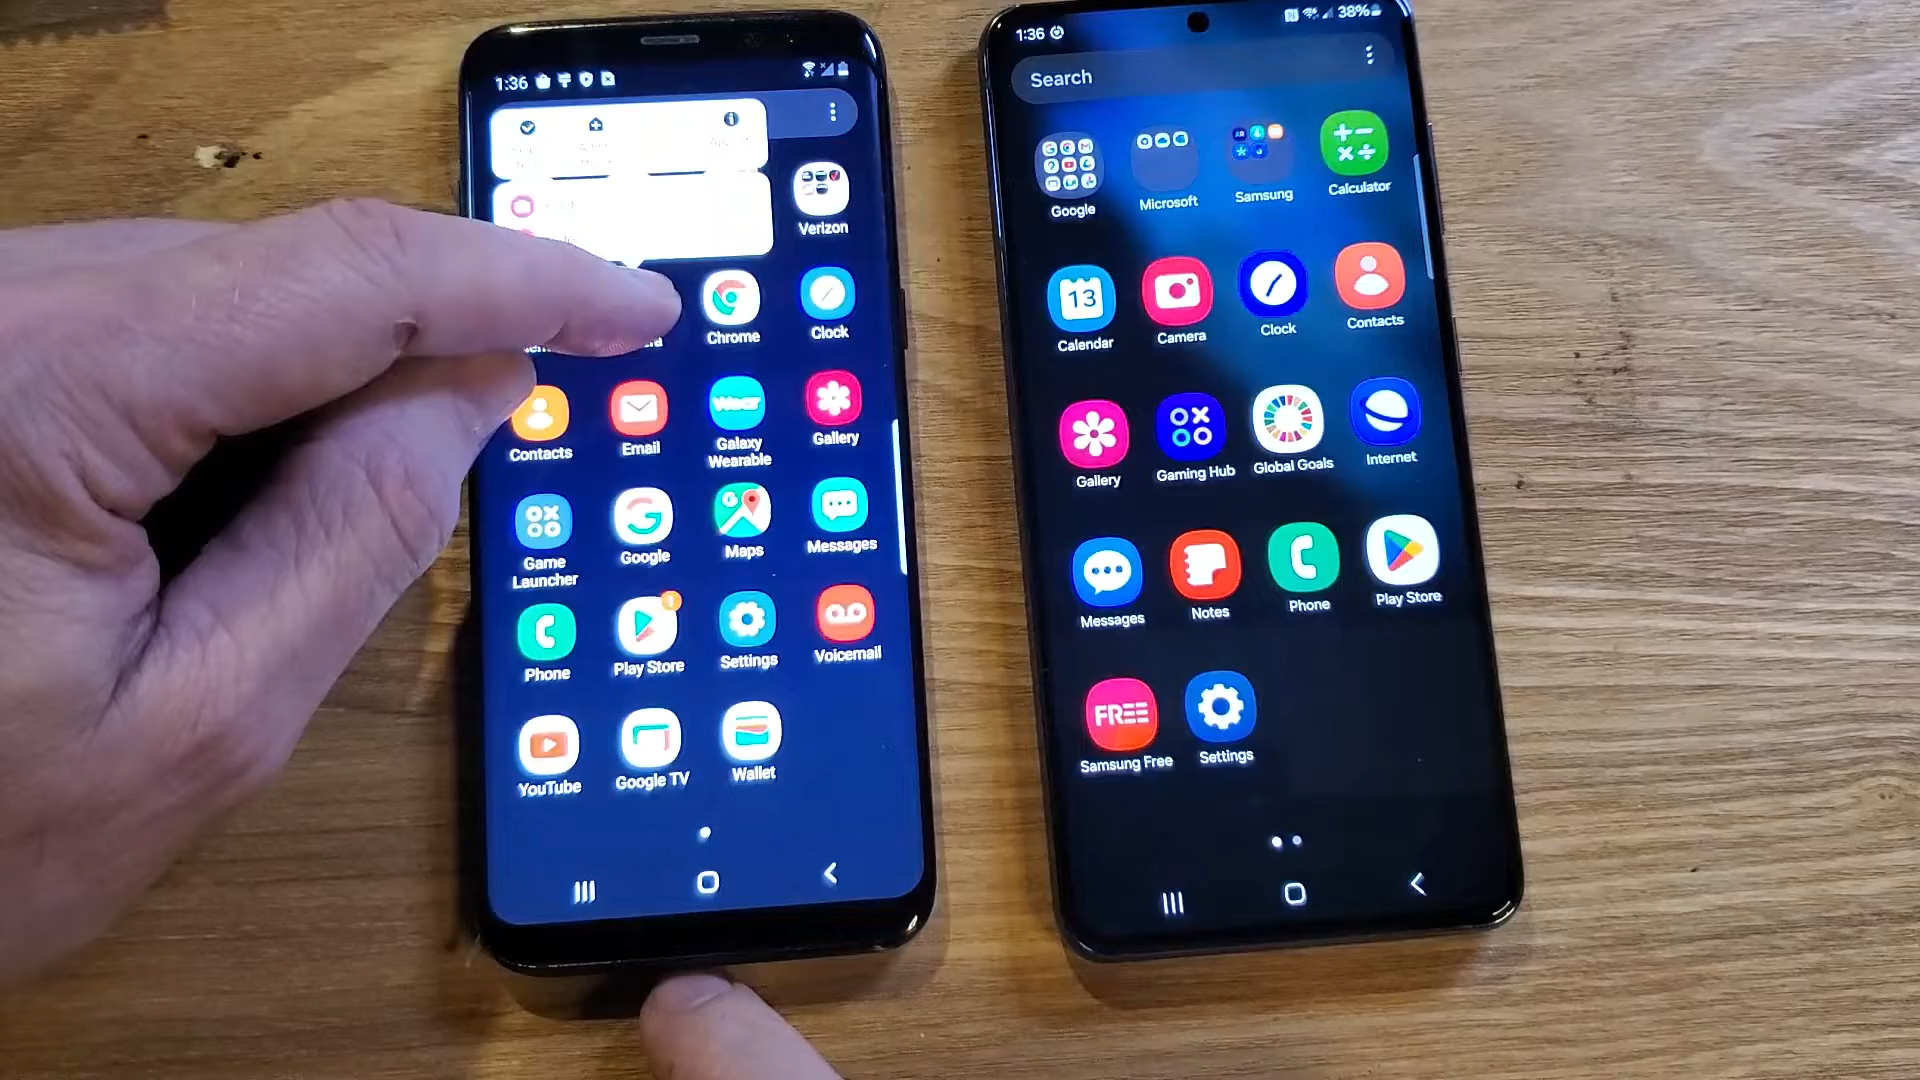 1:36
Verizon
Chrome
Clock
Contacts
Email
Wear
Galaxy
Wearable
Gallery
Game
Launcher
Google
Maps
Messages
Phone
Play Store
Settings
Voicemail
YouTube
Google TV
Wallet
1:36
38%
Search
Google
Microsoft
Samsung
Calculator
13
Calendar
Camera
Clock
Contacts
Gallery
Gaming Hub
Global Goals
Internet
Messages
Notes
Phone
Play Store
FREE
Samsung Free
Settings